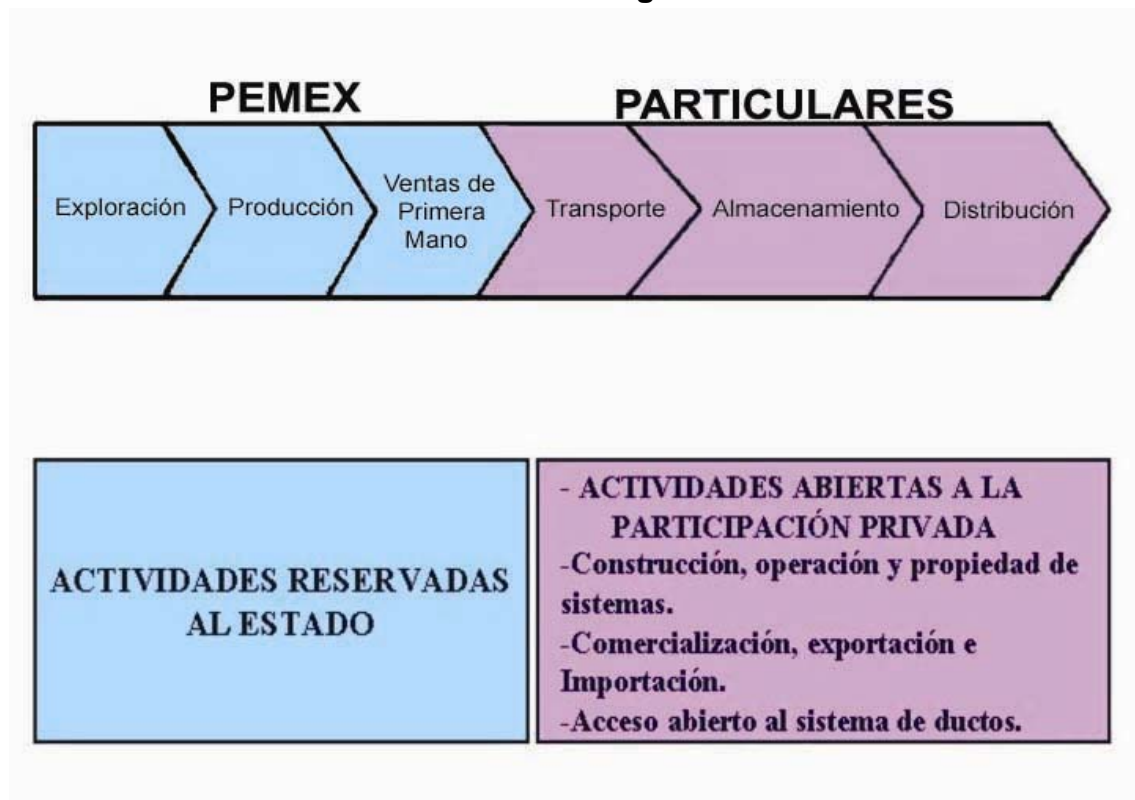 PEMEX
PARTICULARES
Exploración
Producción
Ventas de
Primera
Mano
Transporte
Almacenamiento
Distribución
ACTIVIDADES RESERVADAS
AL ESTADO
- ACTIVIDADES ABIERTAS A LA
PARTICIPACIÓN PRIVADA
-Construcción, operación y propiedad de
sistemas.
-Comercialización, exportación e
Importación.
-Acceso abierto al sistema de ductos.